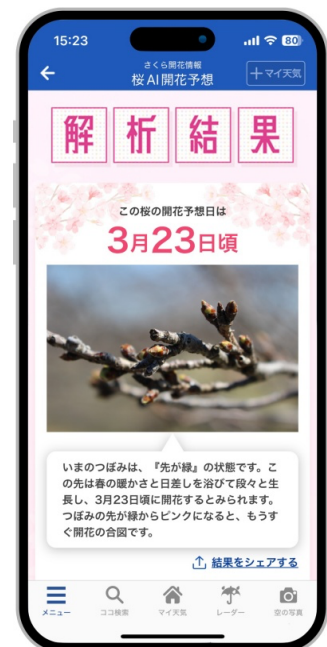 15:23
80
さくら開花情報
桜AI開花予想
＋マイ天気
解析結果
この桜の開花予想日は
3月23日頃
いまのつぼみは、『先が緑』の状態です。こ
の先は春の暖かさと日差しを浴びて段々と生
長し、3月23日頃に開花するとみられます。
つぼみの先が緑からピンクになると、もうす
ぐ開花の合図です。
結果をシェアする
メニュー
ココ検索
マイ天気
レーダー
空の写真